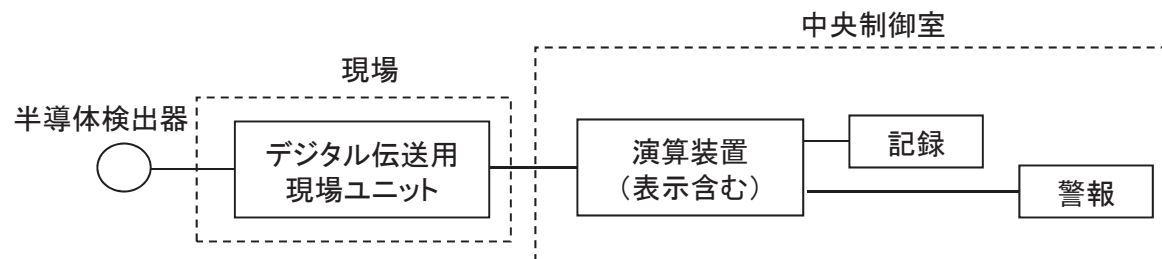 中央制御室
現場
半導体検出器
デジタル伝送用
現場ユニット
演算装置
（表示含む）
記録
警報